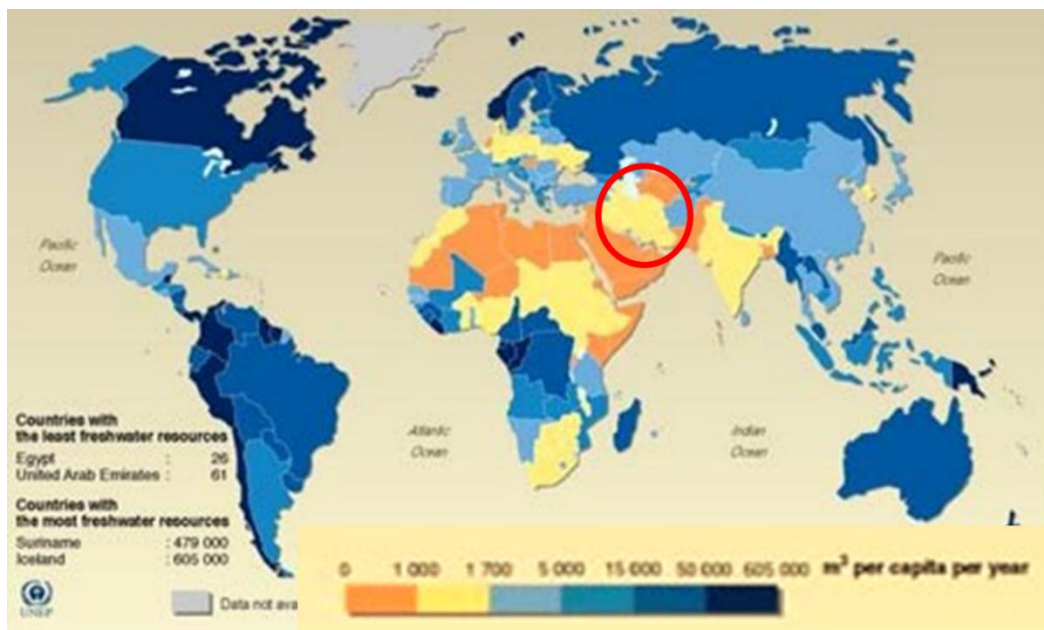 Pacific
Ocean
Pacific
Ocean
Atlantic
Ocean
Indian
Ocean
Countries with
the least freshwater resources
Egypt : 26
United Arab Emirates : 61
Countries with
the most freshwater resources
Suriname : 479 000
Iceland : 605 000
UNEP
Data not ava
0 1 000 1 700 5 000 15 000 50 000 605 000 m³ per capita per year